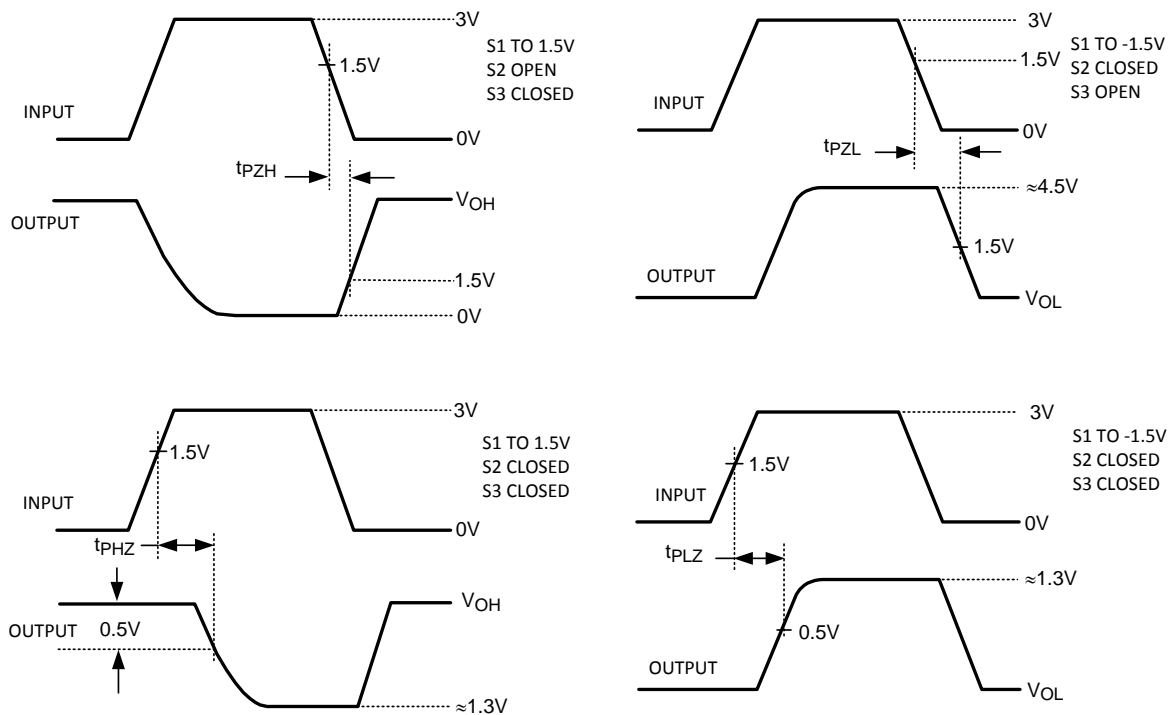 3V
S1 TO 1.5V
S2 OPEN
S3 CLOSED
1.5V
INPUT
0V
tPZH
VOH
OUTPUT
1.5V
0V
3V
S1 TO -1.5V
S2 CLOSED
S3 OPEN
1.5V
INPUT
0V
tPZL
≈4.5V
1.5V
OUTPUT
VOL
3V
S1 TO 1.5V
S2 CLOSED
S3 CLOSED
1.5V
INPUT
0V
tPHZ
VOH
OUTPUT
0.5V
≈1.3V
3V
S1 TO -1.5V
S2 CLOSED
S3 CLOSED
1.5V
INPUT
0V
tPLZ
≈1.3V
0.5V
OUTPUT
VOL